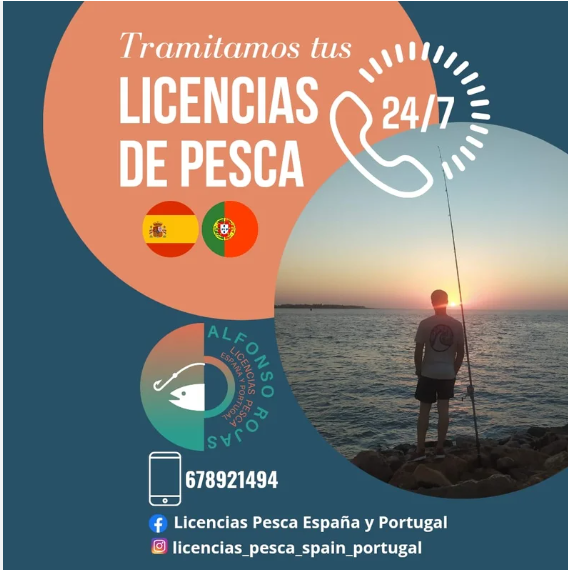 Tramitamos tus
LICENCIAS
DE PESCA
24/7
ALFONSO ROJAS
LICENCIAS PESCA
ESPAÑA Y PORTUGAL
678921494
Licencias Pesca España y Portugal
licencias_pesca_spain_portugal